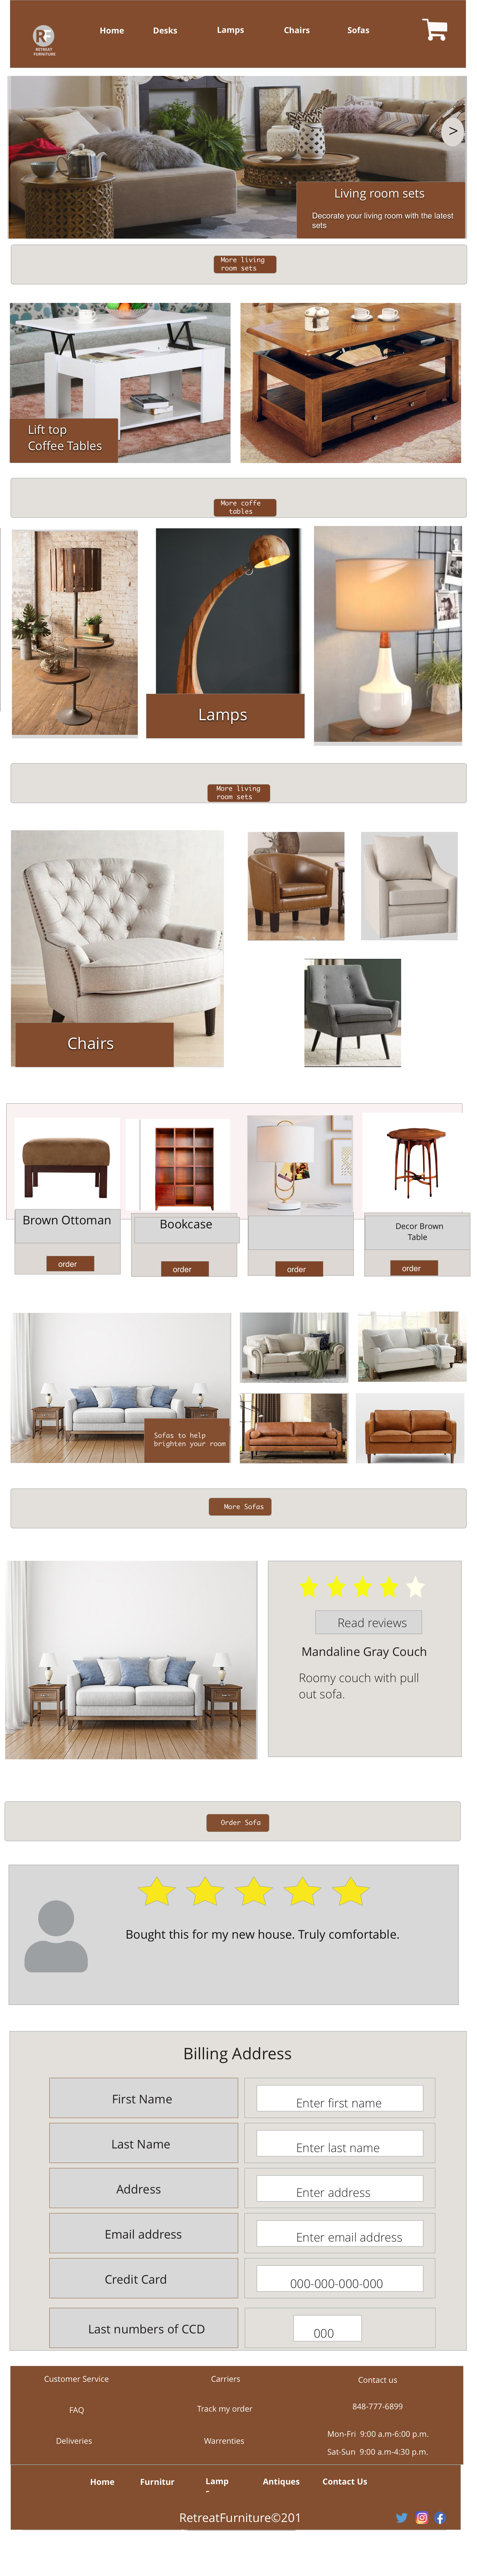 Home Desks Lamps Chairs Sofas
RF
RETREAT
FURNITURE
>
Living room sets
Decorate your living room with the latest
sets
More living
room sets
Lift top
Coffee Tables
More coffe
tables
Lamps
More living
room sets
Chairs
Brown Ottoman
Bookcase
Decor Brown
Table
order
order
order
order
Sofas to help
brighten your room
More Sofas
Read reviews
Mandaline Gray Couch
Roomy couch with pull
out sofa.
Order Sofa
Bought this for my new house. Truly comfortable.
Billing Address
First Name
Enter first name
Last Name
Enter last name
Address
Enter address
Email address
Enter email address
Credit Card
000-000-000-000
Last numbers of CCD
000
Customer Service Carriers Contact us
FAQ Track my order 848-777-6899
Deliveries Warrenties Mon-Fri 9:00 a.m-6:00 p.m.
Sat-Sun 9:00 a.m-4:30 p.m.
Home Furnitur Lamp Antiques Contact Us
RetreatFurniture©201